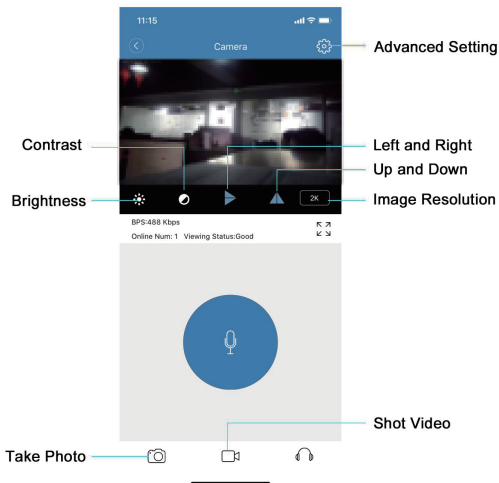 11:15
Camera
Advanced Setting
Contrast
Left and Right
Up and Down
Brightness
2K
Image Resolution
BPS:488 Kbps
Online Num: 1 Viewing Status:Good
Shot Video
Take Photo